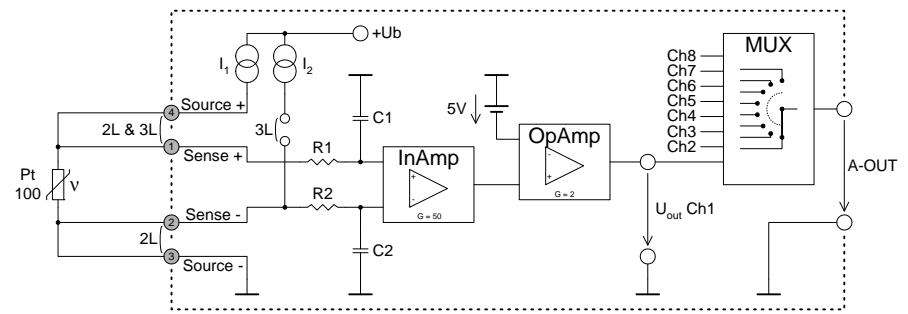 +Ub
MUX
I1
I2
Ch8
Ch7
Ch6
Ch5
Ch4
Ch3
Ch2
4
Source +
5V
C1
2L & 3L
3L
OpAmp
1
Sense +
R1
InAmp
-
+
G = 2
A-OUT
Pt
100
ν
+
-
G = 50
Uout Ch1
R2
2
Sense -
2L
C2
3
Source -